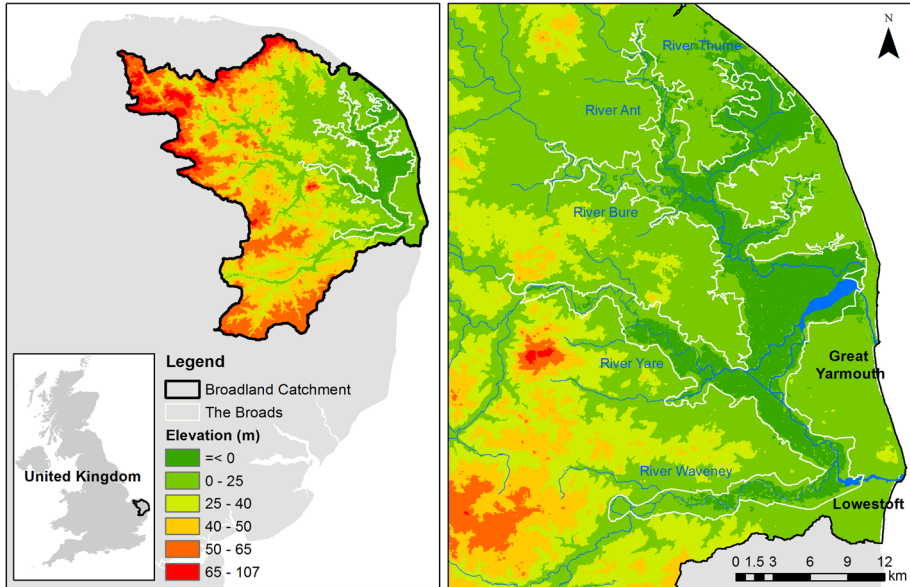 Legend
Broadland Catchment
The Broads
Elevation (m)
=< 0
0 - 25
25 - 40
40 - 50
50 - 65
65 - 107
United Kingdom
N
River Thurne
River Ant
River Bure
River Yare
Great
Yarmouth
River Waveney
Lowestoft
0 1.5 3 6 9 12
km